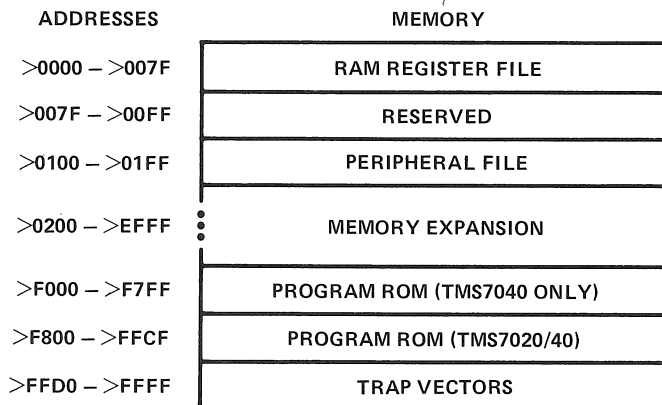 ADDRESSES MEMORY
>0000 – >007F RAM REGISTER FILE
>007F – >00FF RESERVED
>0100 – >01FF PERIPHERAL FILE
>0200 – >EFFF MEMORY EXPANSION
>F000 – >F7FF PROGRAM ROM (TMS7040 ONLY)
>F800 – >FFCF PROGRAM ROM (TMS7020/40)
>FFD0 – >FFFF TRAP VECTORS